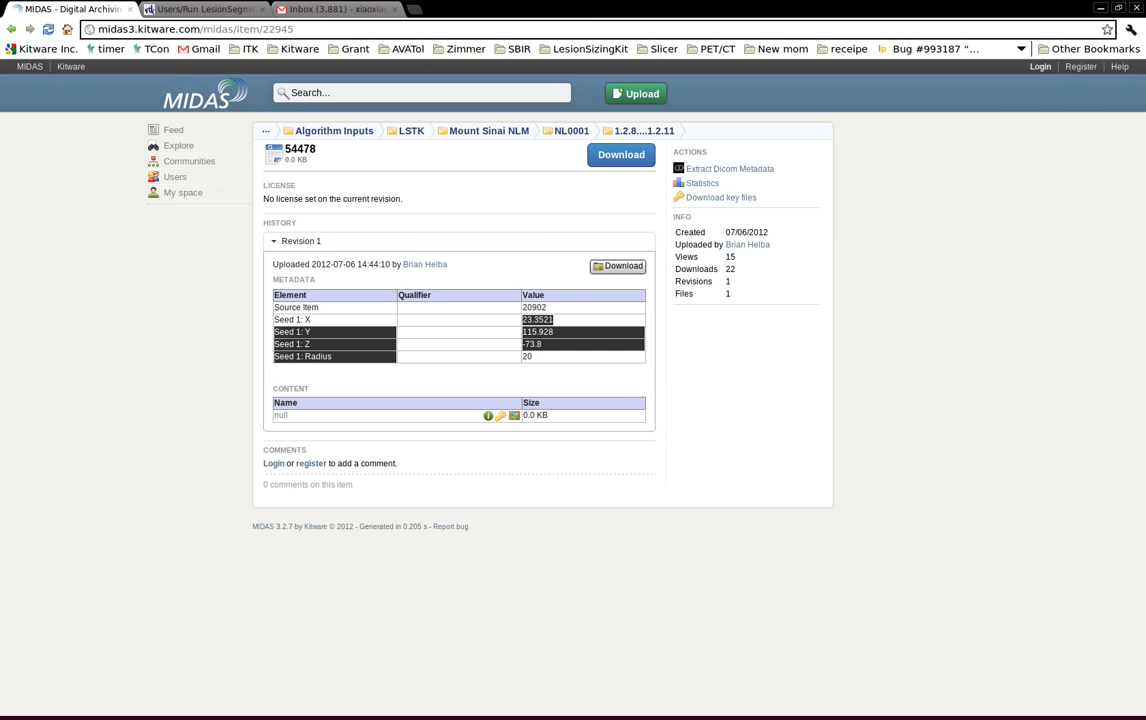 MIDAS - Digital Archivin
Users/Run LesionSegme
Inbox (3,881) - xiaoxiao
midas3.kitware.com/midas/item/22945
Kitware Inc. timer TCon Gmail ITK Kitware Grant AVATol Zimmer SBIR LesionSizingKit Slicer PET/CT New mom receipe Bug #993187 “... Other Bookmarks
MIDAS Kitware Login Register Help
MIDAS Search... Upload
Feed
Explore
Communities
Users
My space
... Algorithm Inputs LSTK Mount Sinai NLM NL0001 1.2.8....1.2.11
54478
0.0 KB
Download
LICENSE
No license set on the current revision.
HISTORY
Revision 1
Uploaded 2012-07-06 14:44:10 by Brian Helba
Download
METADATA
Element Qualifier Value
Source Item 20902
Seed 1: X 23.3521
Seed 1: Y 115.928
Seed 1: Z -73.8
Seed 1: Radius 20
CONTENT
Name Size
null 0.0 KB
COMMENTS
Login or register to add a comment.
0 comments on this item
ACTIONS
Extract Dicom Metadata
Statistics
Download key files
INFO
Created 07/06/2012
Uploaded by Brian Helba
Views 15
Downloads 22
Revisions 1
Files 1
MIDAS 3.2.7 by Kitware © 2012 - Generated in 0.205 s - Report bug